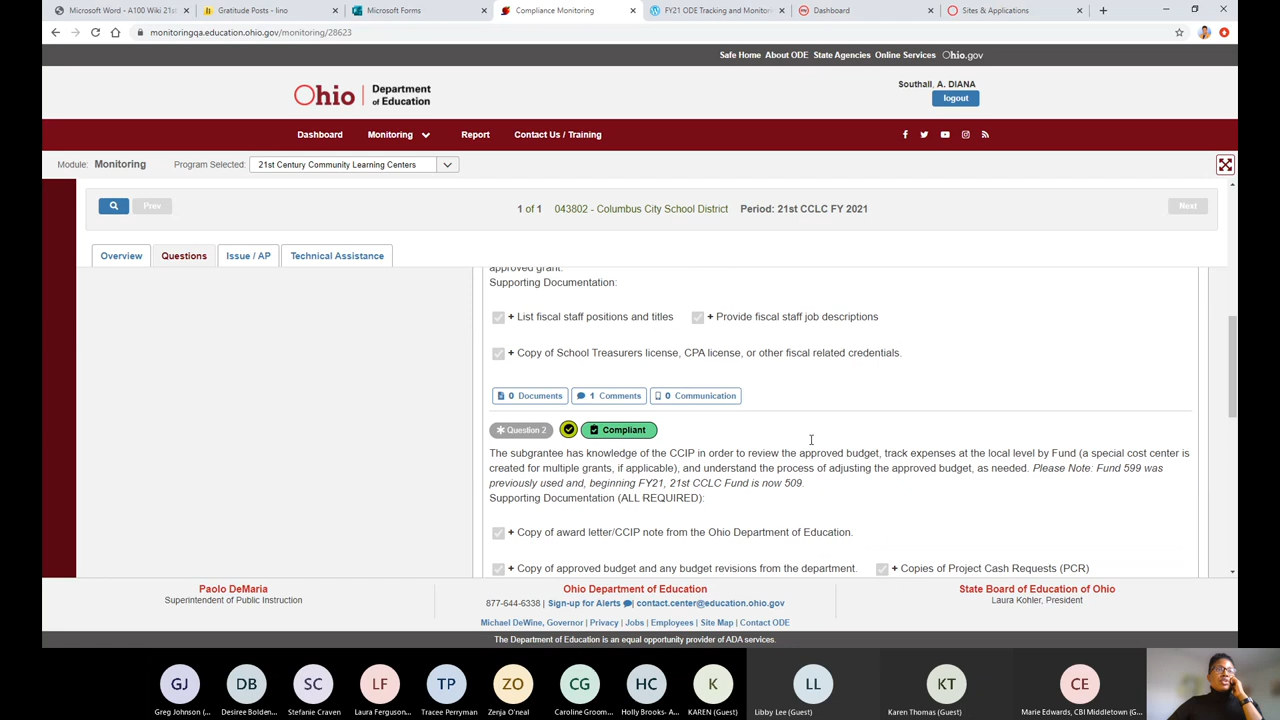 Microsoft Word - A100 Wiki 21st
Gratitude Posts - lino
Microsoft Forms
Compliance Monitoring
FY21 ODE Tracking and Monitori
Dashboard
Sites & Applications
monitoringqa.education.ohio.gov/monitoring/28623
Safe Home About ODE State Agencies Online Services Ohio.gov
Ohio Department of Education
Southall, A. DIANA
logout
Dashboard Monitoring Report Contact Us / Training
Module: Monitoring Program Selected: 21st Century Community Learning Centers
Prev 1 of 1 043802 - Columbus City School District Period: 21st CCLC FY 2021 Next
Overview Questions Issue / AP Technical Assistance
approved grant.
Supporting Documentation:
+ List fiscal staff positions and titles + Provide fiscal staff job descriptions
+ Copy of School Treasurers license, CPA license, or other fiscal related credentials.
0 Documents 1 Comments 0 Communication
Question 2 Compliant
The subgrantee has knowledge of the CCIP in order to review the approved budget, track expenses at the local level by Fund (a special cost center is
created for multiple grants, if applicable), and understand the process of adjusting the approved budget, as needed. Please Note: Fund 599 was
previously used and, beginning FY21, 21st CCLC Fund is now 509.
Supporting Documentation (ALL REQUIRED):
+ Copy of award letter/CCIP note from the Ohio Department of Education.
+ Copy of approved budget and any budget revisions from the department. + Copies of Project Cash Requests (PCR)
Paolo DeMaria
Superintendent of Public Instruction
Ohio Department of Education
877-644-6338 | Sign-up for Alerts | contact.center@education.ohio.gov
State Board of Education of Ohio
Laura Kohler, President
Michael DeWine, Governor | Privacy | Jobs | Employees | Site Map | Contact ODE
The Department of Education is an equal opportunity provider of ADA services.
GJ DB SC LF TP ZO CG HC K LL KT CE
Greg Johnson (... Desiree Bolden... Stefanie Craven Laura Ferguson... Tracee Perryman Zenja O'neal Caroline Groom... Holly Brooks- A... KAREN (Guest) Libby Lee (Guest) Karen Thomas (Guest) Marie Edwards, CBI Middletown (G...